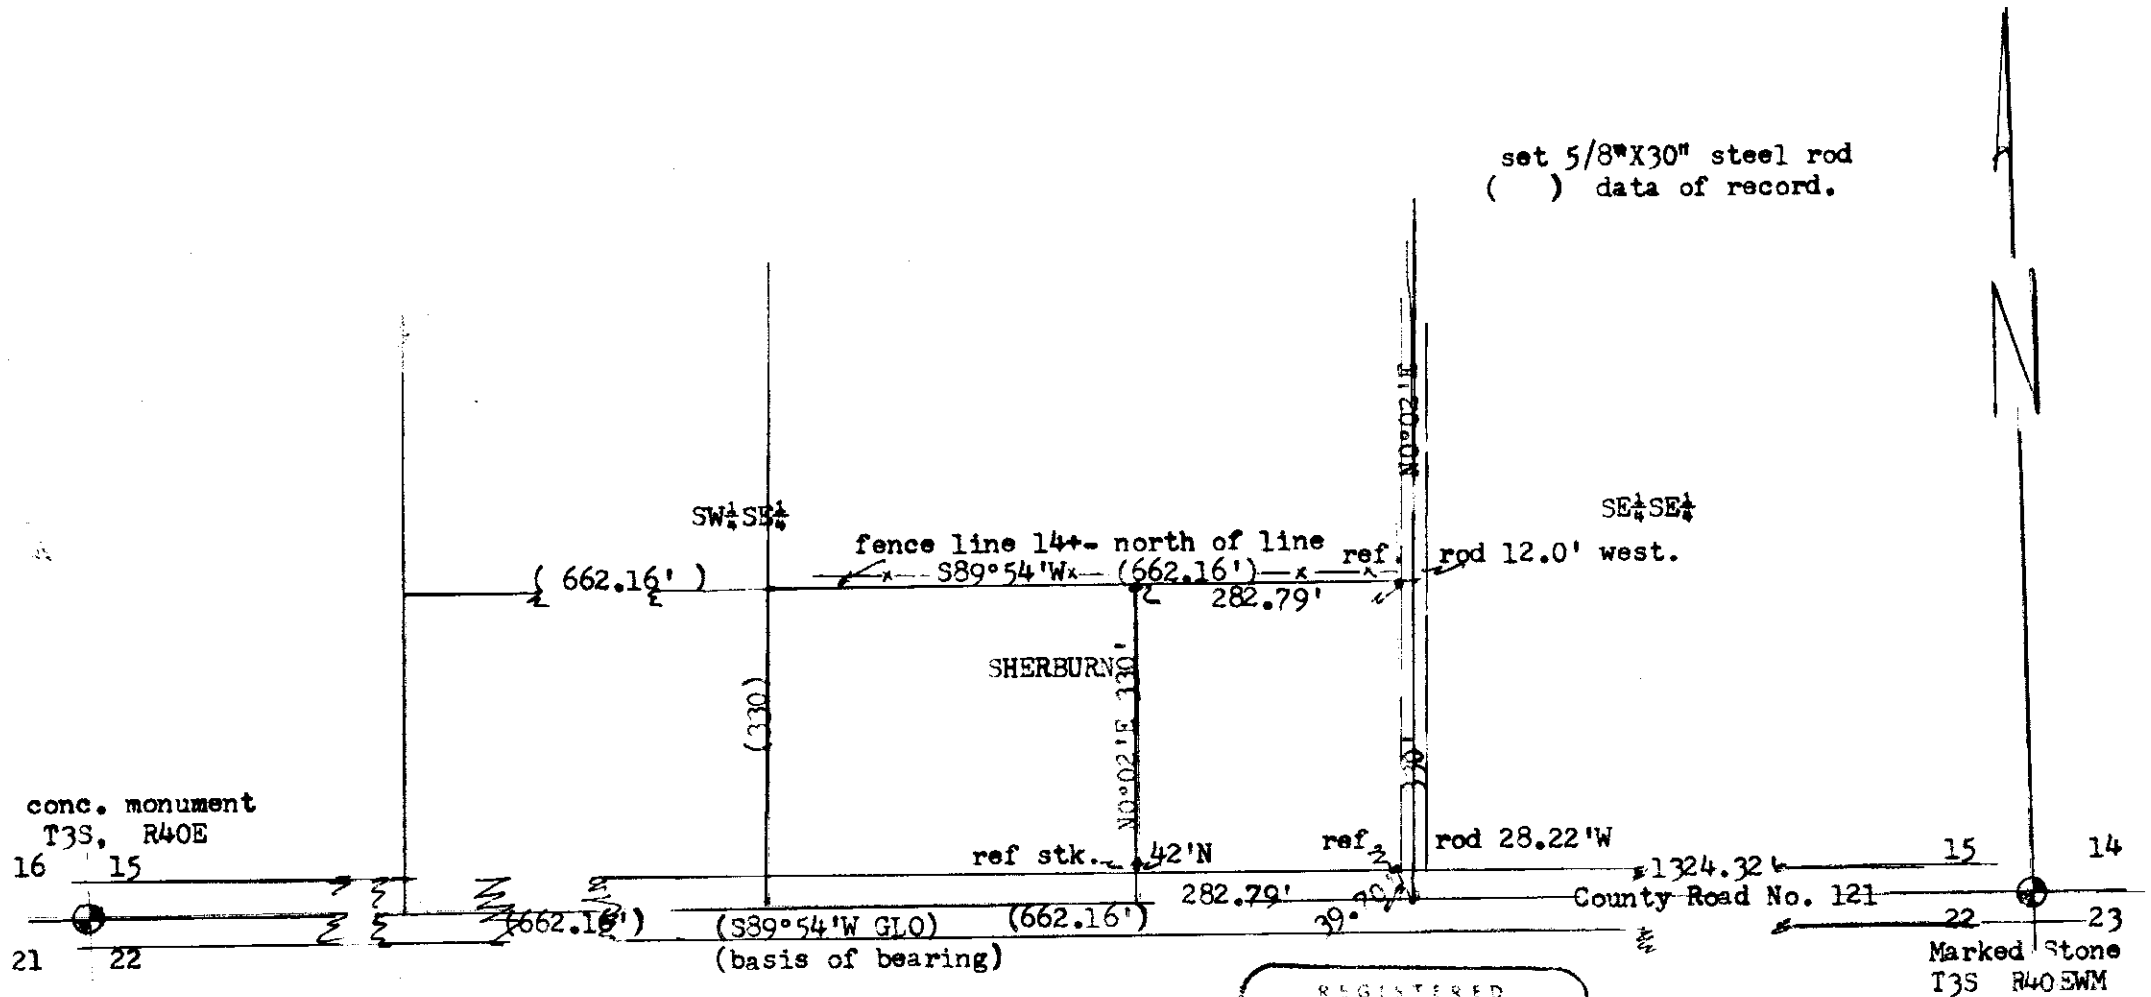 set 5/8"X30" steel rod
( ) data of record.
N0°02'E
SW¼SE¼
SE¼SE¼
fence line 14+- north of line
ref. rod 12.0' west.
S89°54'W (662.16')
( 662.16' )
282.79'
SHERBURN
N0°02'E 330'
(330)
conc. monument
T3S, R40E
16 15
ref stk. 42'N
ref. rod 28.22'W
1324.32
15 14
282.79'
39.70'
County Road No. 121
(662.16')
(S89°54'W GLO)
(662.16')
22 23
21 22
(basis of bearing)
Marked Stone
T3S R40EWM
REGISTERED